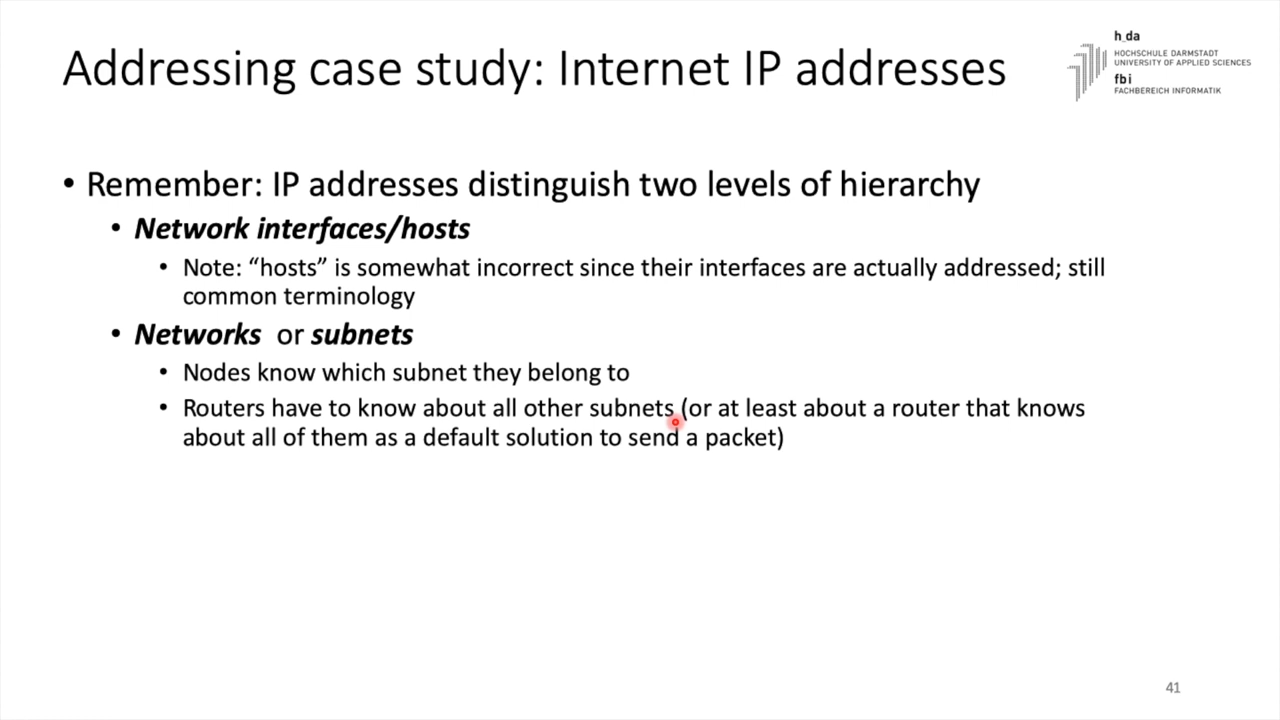 Addressing case study: Internet IP addresses
h_da
HOCHSCHULE DARMSTADT
UNIVERSITY OF APPLIED SCIENCES
fbi
FACHBEREICH INFORMATIK
• Remember: IP addresses distinguish two levels of hierarchy
• Network interfaces/hosts
• Note: “hosts” is somewhat incorrect since their interfaces are actually addressed; still
common terminology
• Networks or subnets
• Nodes know which subnet they belong to
• Routers have to know about all other subnets (or at least about a router that knows
about all of them as a default solution to send a packet)
41